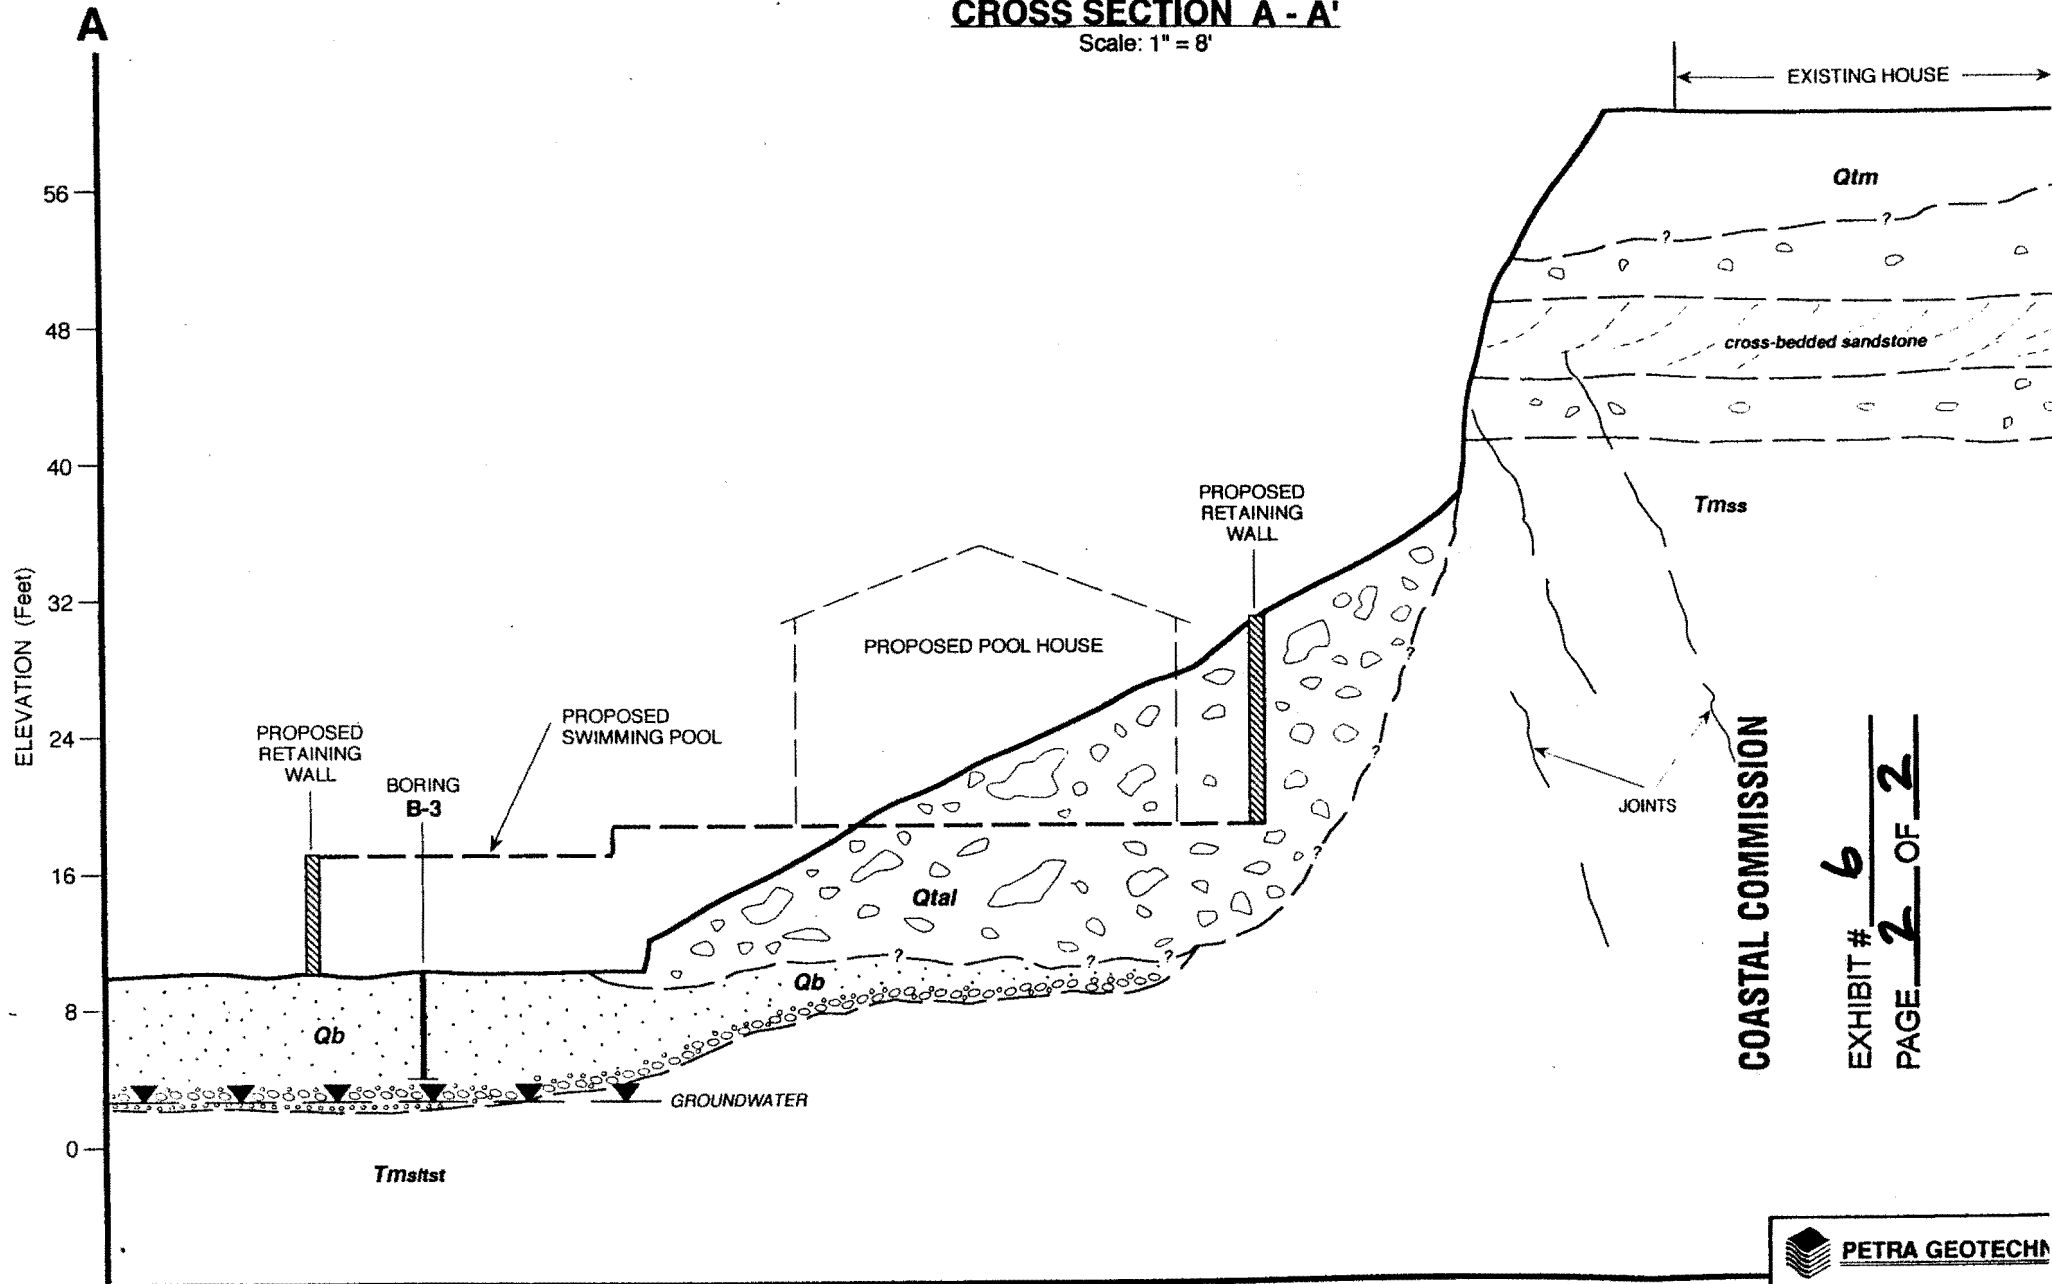 A
CROSS SECTION A - A'
Scale: 1" = 8'
EXISTING HOUSE
Qtm
56
?
?
48
cross-bedded sandstone
40
PROPOSED
RETAINING
WALL
Tmss
ELEVATION (Feet)
32
PROPOSED POOL HOUSE
?
24
PROPOSED
RETAINING
WALL
PROPOSED
SWIMMING POOL
BORING
B-3
?
JOINTS
COASTAL COMMISSION
EXHIBIT # 6
PAGE 2 OF 2
16
?
Qtal
?
?
?
Qb
8
Qb
GROUNDWATER
0
Tmsltst
PETRA GEOTECHN